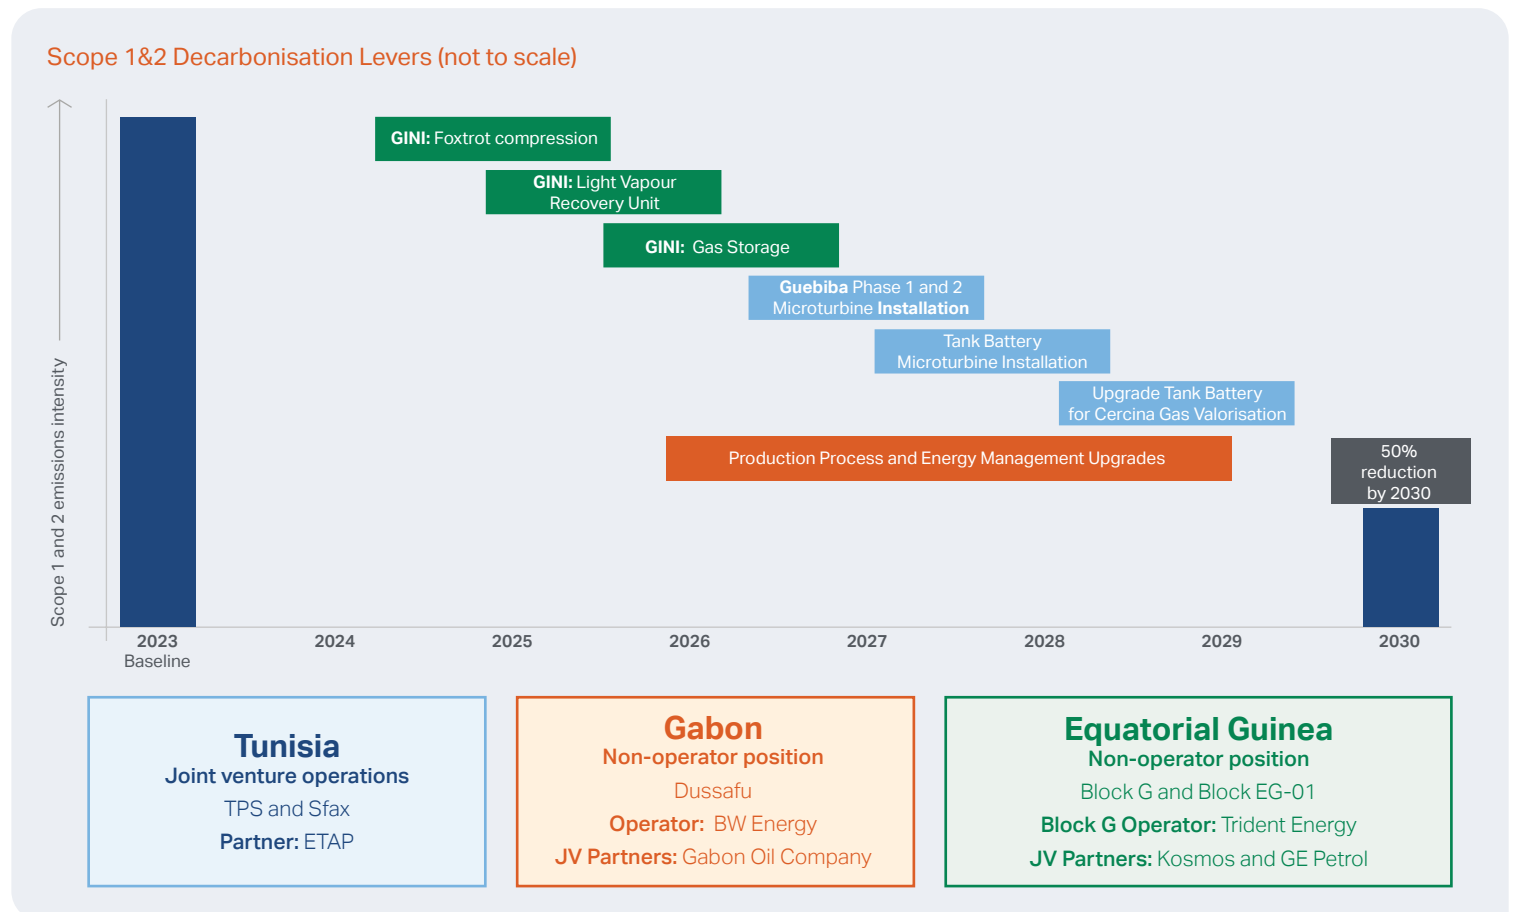 Scope 1&2 Decarbonisation Levers (not to scale)
Scope 1 and 2 emissions intensity
GINI: Foxtrot compression
GINI: Light Vapour
Recovery Unit
GINI: Gas Storage
Guebiba Phase 1 and 2
Microturbine Installation
Tank Battery
Microturbine Installation
Upgrade Tank Battery
for Cercina Gas Valorisation
Production Process and Energy Management Upgrades
50%
reduction
by 2030
2023
Baseline
2024
2025
2026
2027
2028
2029
2030
Tunisia
Joint venture operations
TPS and Sfax
Partner: ETAP
Gabon
Non-operator position
Dussafu
Operator: BW Energy
JV Partners: Gabon Oil Company
Equatorial Guinea
Non-operator position
Block G and Block EG-01
Block G Operator: Trident Energy
JV Partners: Kosmos and GE Petrol